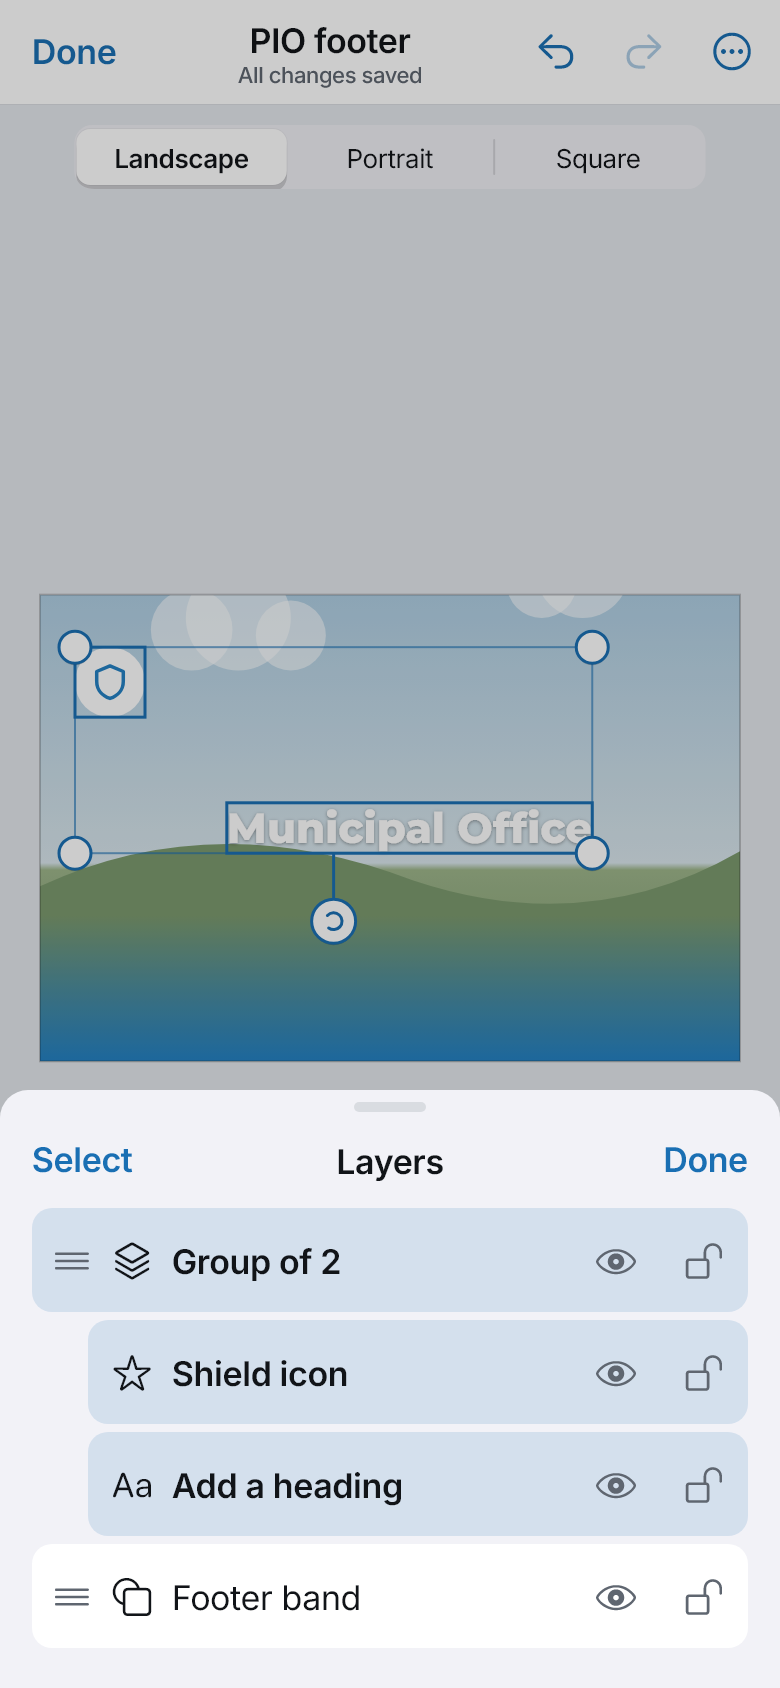 Done
PIO footer
All changes saved
Landscape
Portrait
Square
Municipal Office
Select
Layers
Done
Group of 2
Shield icon
Aa
Add a heading
Footer band